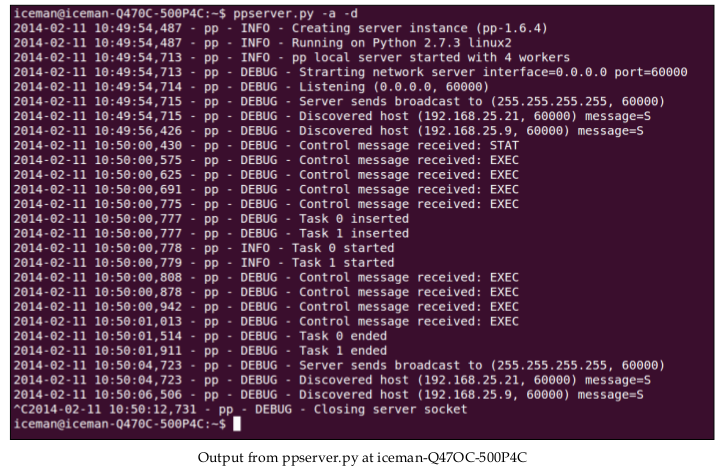 iceman@iceman-Q470C-500P4C:~$ ppserver.py -a -d
2014-02-11 10:49:54,487 - pp - INFO - Creating server instance (pp-1.6.4)
2014-02-11 10:49:54,487 - pp - INFO - Running on Python 2.7.3 linux2
2014-02-11 10:49:54,713 - pp - INFO - pp local server started with 4 workers
2014-02-11 10:49:54,713 - pp - DEBUG - Strarting network server interface=0.0.0.0 port=60000
2014-02-11 10:49:54,714 - pp - DEBUG - Listening (0.0.0.0, 60000)
2014-02-11 10:49:54,715 - pp - DEBUG - Server sends broadcast to (255.255.255.255, 60000)
2014-02-11 10:49:54,715 - pp - DEBUG - Discovered host (192.168.25.21, 60000) message=S
2014-02-11 10:49:56,426 - pp - DEBUG - Discovered host (192.168.25.9, 60000) message=S
2014-02-11 10:50:00,430 - pp - DEBUG - Control message received: STAT
2014-02-11 10:50:00,575 - pp - DEBUG - Control message received: EXEC
2014-02-11 10:50:00,625 - pp - DEBUG - Control message received: EXEC
2014-02-11 10:50:00,691 - pp - DEBUG - Control message received: EXEC
2014-02-11 10:50:00,775 - pp - DEBUG - Control message received: EXEC
2014-02-11 10:50:00,777 - pp - DEBUG - Task 0 inserted
2014-02-11 10:50:00,777 - pp - DEBUG - Task 1 inserted
2014-02-11 10:50:00,778 - pp - INFO - Task 0 started
2014-02-11 10:50:00,779 - pp - INFO - Task 1 started
2014-02-11 10:50:00,808 - pp - DEBUG - Control message received: EXEC
2014-02-11 10:50:00,878 - pp - DEBUG - Control message received: EXEC
2014-02-11 10:50:00,942 - pp - DEBUG - Control message received: EXEC
2014-02-11 10:50:01,013 - pp - DEBUG - Control message received: EXEC
2014-02-11 10:50:01,514 - pp - DEBUG - Task 0 ended
2014-02-11 10:50:01,911 - pp - DEBUG - Task 1 ended
2014-02-11 10:50:04,723 - pp - DEBUG - Server sends broadcast to (255.255.255.255, 60000)
2014-02-11 10:50:04,723 - pp - DEBUG - Discovered host (192.168.25.21, 60000) message=S
2014-02-11 10:50:06,506 - pp - DEBUG - Discovered host (192.168.25.9, 60000) message=S
^C2014-02-11 10:50:12,731 - pp - DEBUG - Closing server socket
iceman@iceman-Q470C-500P4C:~$
Output from ppserver.py at iceman-Q47OC-500P4C